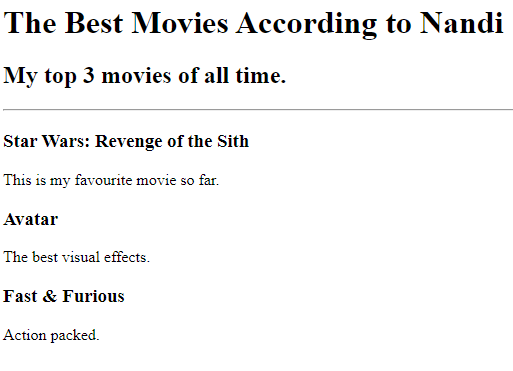 The Best Movies According to Nandi
My top 3 movies of all time.
Star Wars: Revenge of the Sith
This is my favourite movie so far.
Avatar
The best visual effects.
Fast & Furious
Action packed.